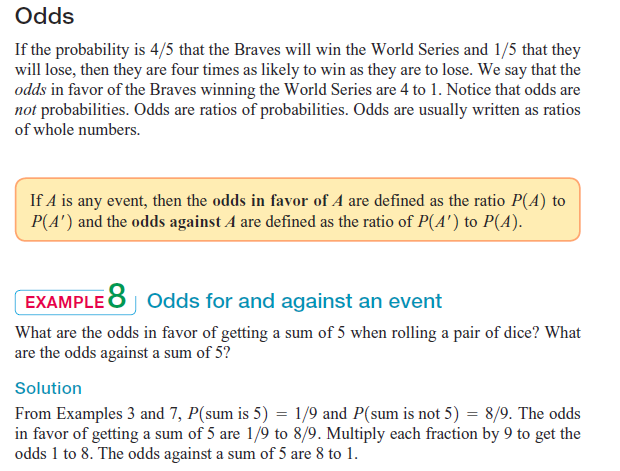 Odds
If the probability is 4/5 that the Braves will win the World Series and 1/5 that they
will lose, then they are four times as likely to win as they are to lose. We say that the
odds in favor of the Braves winning the World Series are 4 to 1. Notice that odds are
not probabilities. Odds are ratios of probabilities. Odds are usually written as ratios
of whole numbers.
If A is any event, then the odds in favor of A are defined as the ratio P(A) to
P(A′) and the odds against A are defined as the ratio of P(A′) to P(A).
EXAMPLE 8 Odds for and against an event
What are the odds in favor of getting a sum of 5 when rolling a pair of dice? What
are the odds against a sum of 5?
Solution
From Examples 3 and 7, P(sum is 5) = 1/9 and P(sum is not 5) = 8/9. The odds
in favor of getting a sum of 5 are 1/9 to 8/9. Multiply each fraction by 9 to get the
odds 1 to 8. The odds against a sum of 5 are 8 to 1.